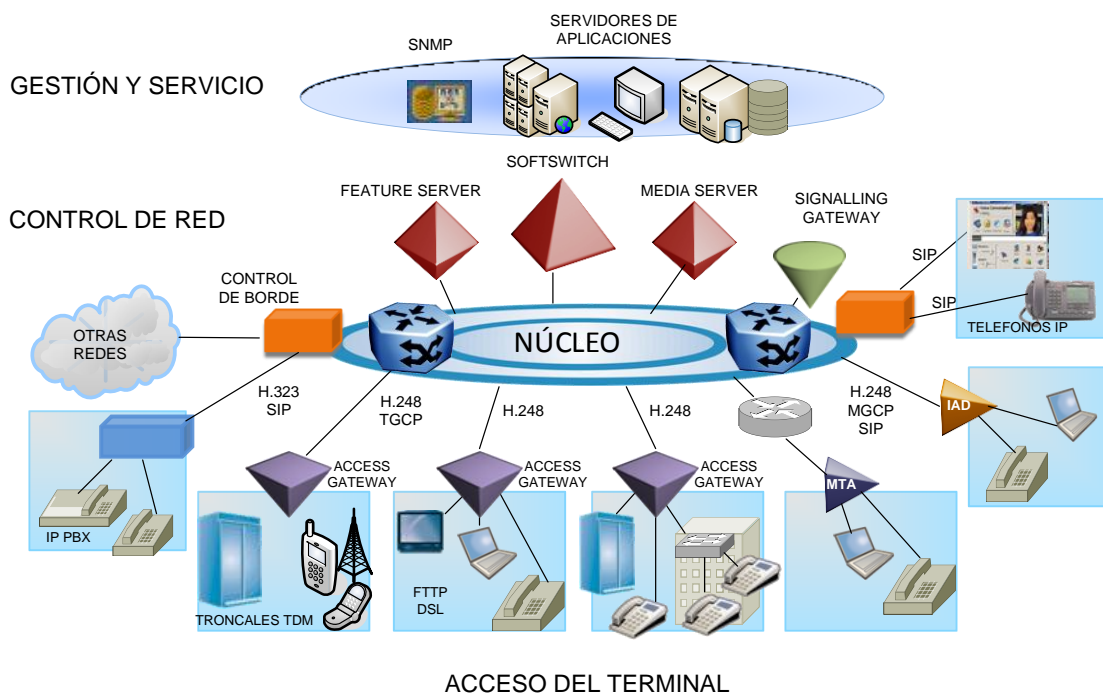 SERVIDORES DE
APLICACIONES
SNMP
GESTIÓN Y SERVICIO
SOFTSWITCH
FEATURE SERVER
MEDIA SERVER
SIGNALLING
GATEWAY
CONTROL DE RED
CONTROL
DE BORDE
SIP
SIP
TELEFONOS IP
OTRAS
REDES
NÚCLEO
H.323
SIP
H.248
TGCP
H.248
H.248
H.248
MGCP
SIP
IAD
ACCESS
GATEWAY
ACCESS
GATEWAY
ACCESS
GATEWAY
MTA
IP PBX
TRONCALES TDM
FTTP
DSL
ACCESO DEL TERMINAL